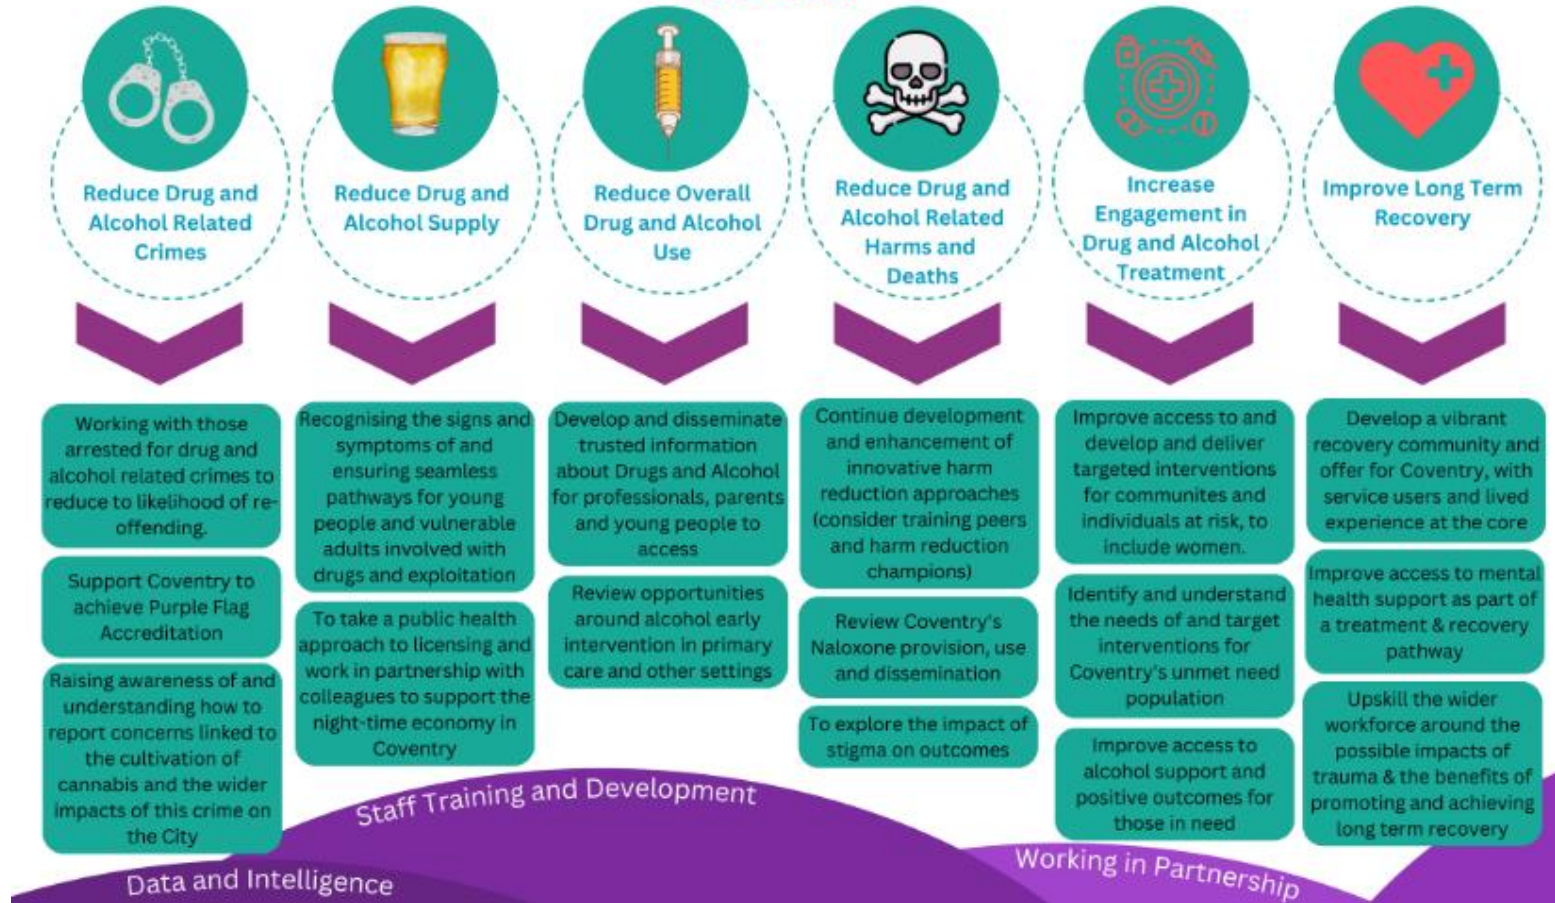 Reduce Drug and
Alcohol Related
Crimes
Reduce Drug and
Alcohol Supply
Reduce Overall
Drug and Alcohol
Use
Reduce Drug and
Alcohol Related
Harms and
Deaths
Increase
Engagement in
Drug and Alcohol
Treatment
Improve Long Term
Recovery
Working with those
arrested for drug and
alcohol related crimes to
reduce to likelihood of re-
offending.
Support Coventry to
achieve Purple Flag
Accreditation
Raising awareness of and
understanding how to
report concerns linked to
the cultivation of
cannabis and the wider
impacts of this crime on
the City
Recognising the signs and
symptoms of and
ensuring seamless
pathways for young
people and vulnerable
adults involved with
drugs and exploitation
To take a public health
approach to licensing and
work in partnership with
colleagues to support the
night-time economy in
Coventry
Develop and disseminate
trusted information
about Drugs and Alcohol
for professionals, parents
and young people to
access
Review opportunities
around alcohol early
intervention in primary
care and other settings
Continue development
and enhancement of
innovative harm
reduction approaches
(consider training peers
and harm reduction
champions)
Review Coventry's
Naloxone provision, use
and dissemination
To explore the impact of
stigma on outcomes
Improve access to and
develop and deliver
targeted interventions
for communites and
individuals at risk, to
include women.
Identify and understand
the needs of and target
interventions for
Coventry's unmet need
population
Improve access to
alcohol support and
positive outcomes for
those in need
Develop a vibrant
recovery community and
offer for Coventry, with
service users and lived
experience at the core
Improve access to mental
health support as part of
a treatment & recovery
pathway
Upskill the wider
workforce around the
possible impacts of
trauma & the benefits of
promoting and achieving
long term recovery
Staff Training and Development
Data and Intelligence
Working in Partnership